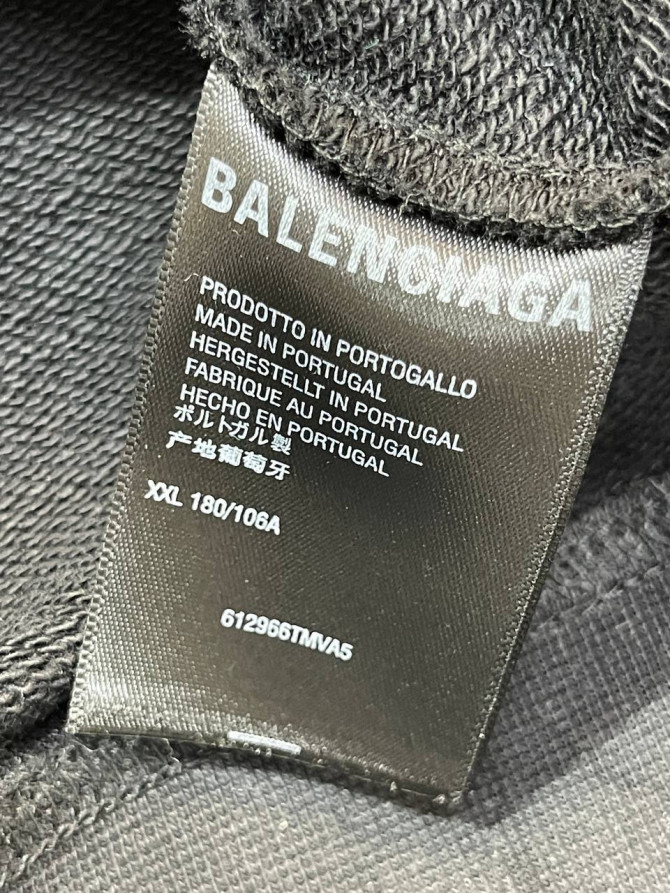 BALENCIAGA
PRODOTTO IN PORTOGALLO
MADE IN PORTUGAL
HERGESTELLT IN PORTUGAL
FABRIQUE AU PORTUGAL
HECHO EN PORTUGAL
ポルトガル製
产地葡萄牙
XXL 180/106A
612966TMVA5